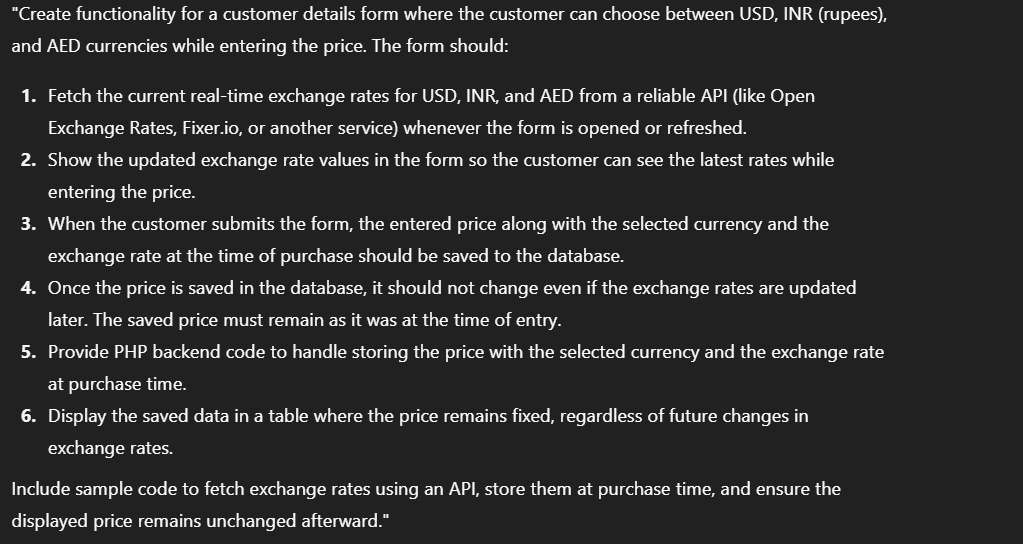 "Create functionality for a customer details form where the customer can choose between USD, INR (rupees),
and AED currencies while entering the price. The form should:
1. Fetch the current real-time exchange rates for USD, INR, and AED from a reliable API (like Open
Exchange Rates, Fixer.io, or another service) whenever the form is opened or refreshed.
2. Show the updated exchange rate values in the form so the customer can see the latest rates while
entering the price.
3. When the customer submits the form, the entered price along with the selected currency and the
exchange rate at the time of purchase should be saved to the database.
4. Once the price is saved in the database, it should not change even if the exchange rates are updated
later. The saved price must remain as it was at the time of entry.
5. Provide PHP backend code to handle storing the price with the selected currency and the exchange rate
at purchase time.
6. Display the saved data in a table where the price remains fixed, regardless of future changes in
exchange rates.
Include sample code to fetch exchange rates using an API, store them at purchase time, and ensure the
displayed price remains unchanged afterward."